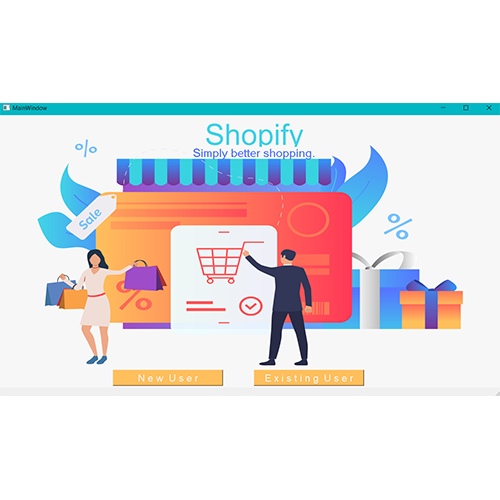 MainWindow
Shopify
Simply better shopping.
%
Sale
%
%
New User
Existing User